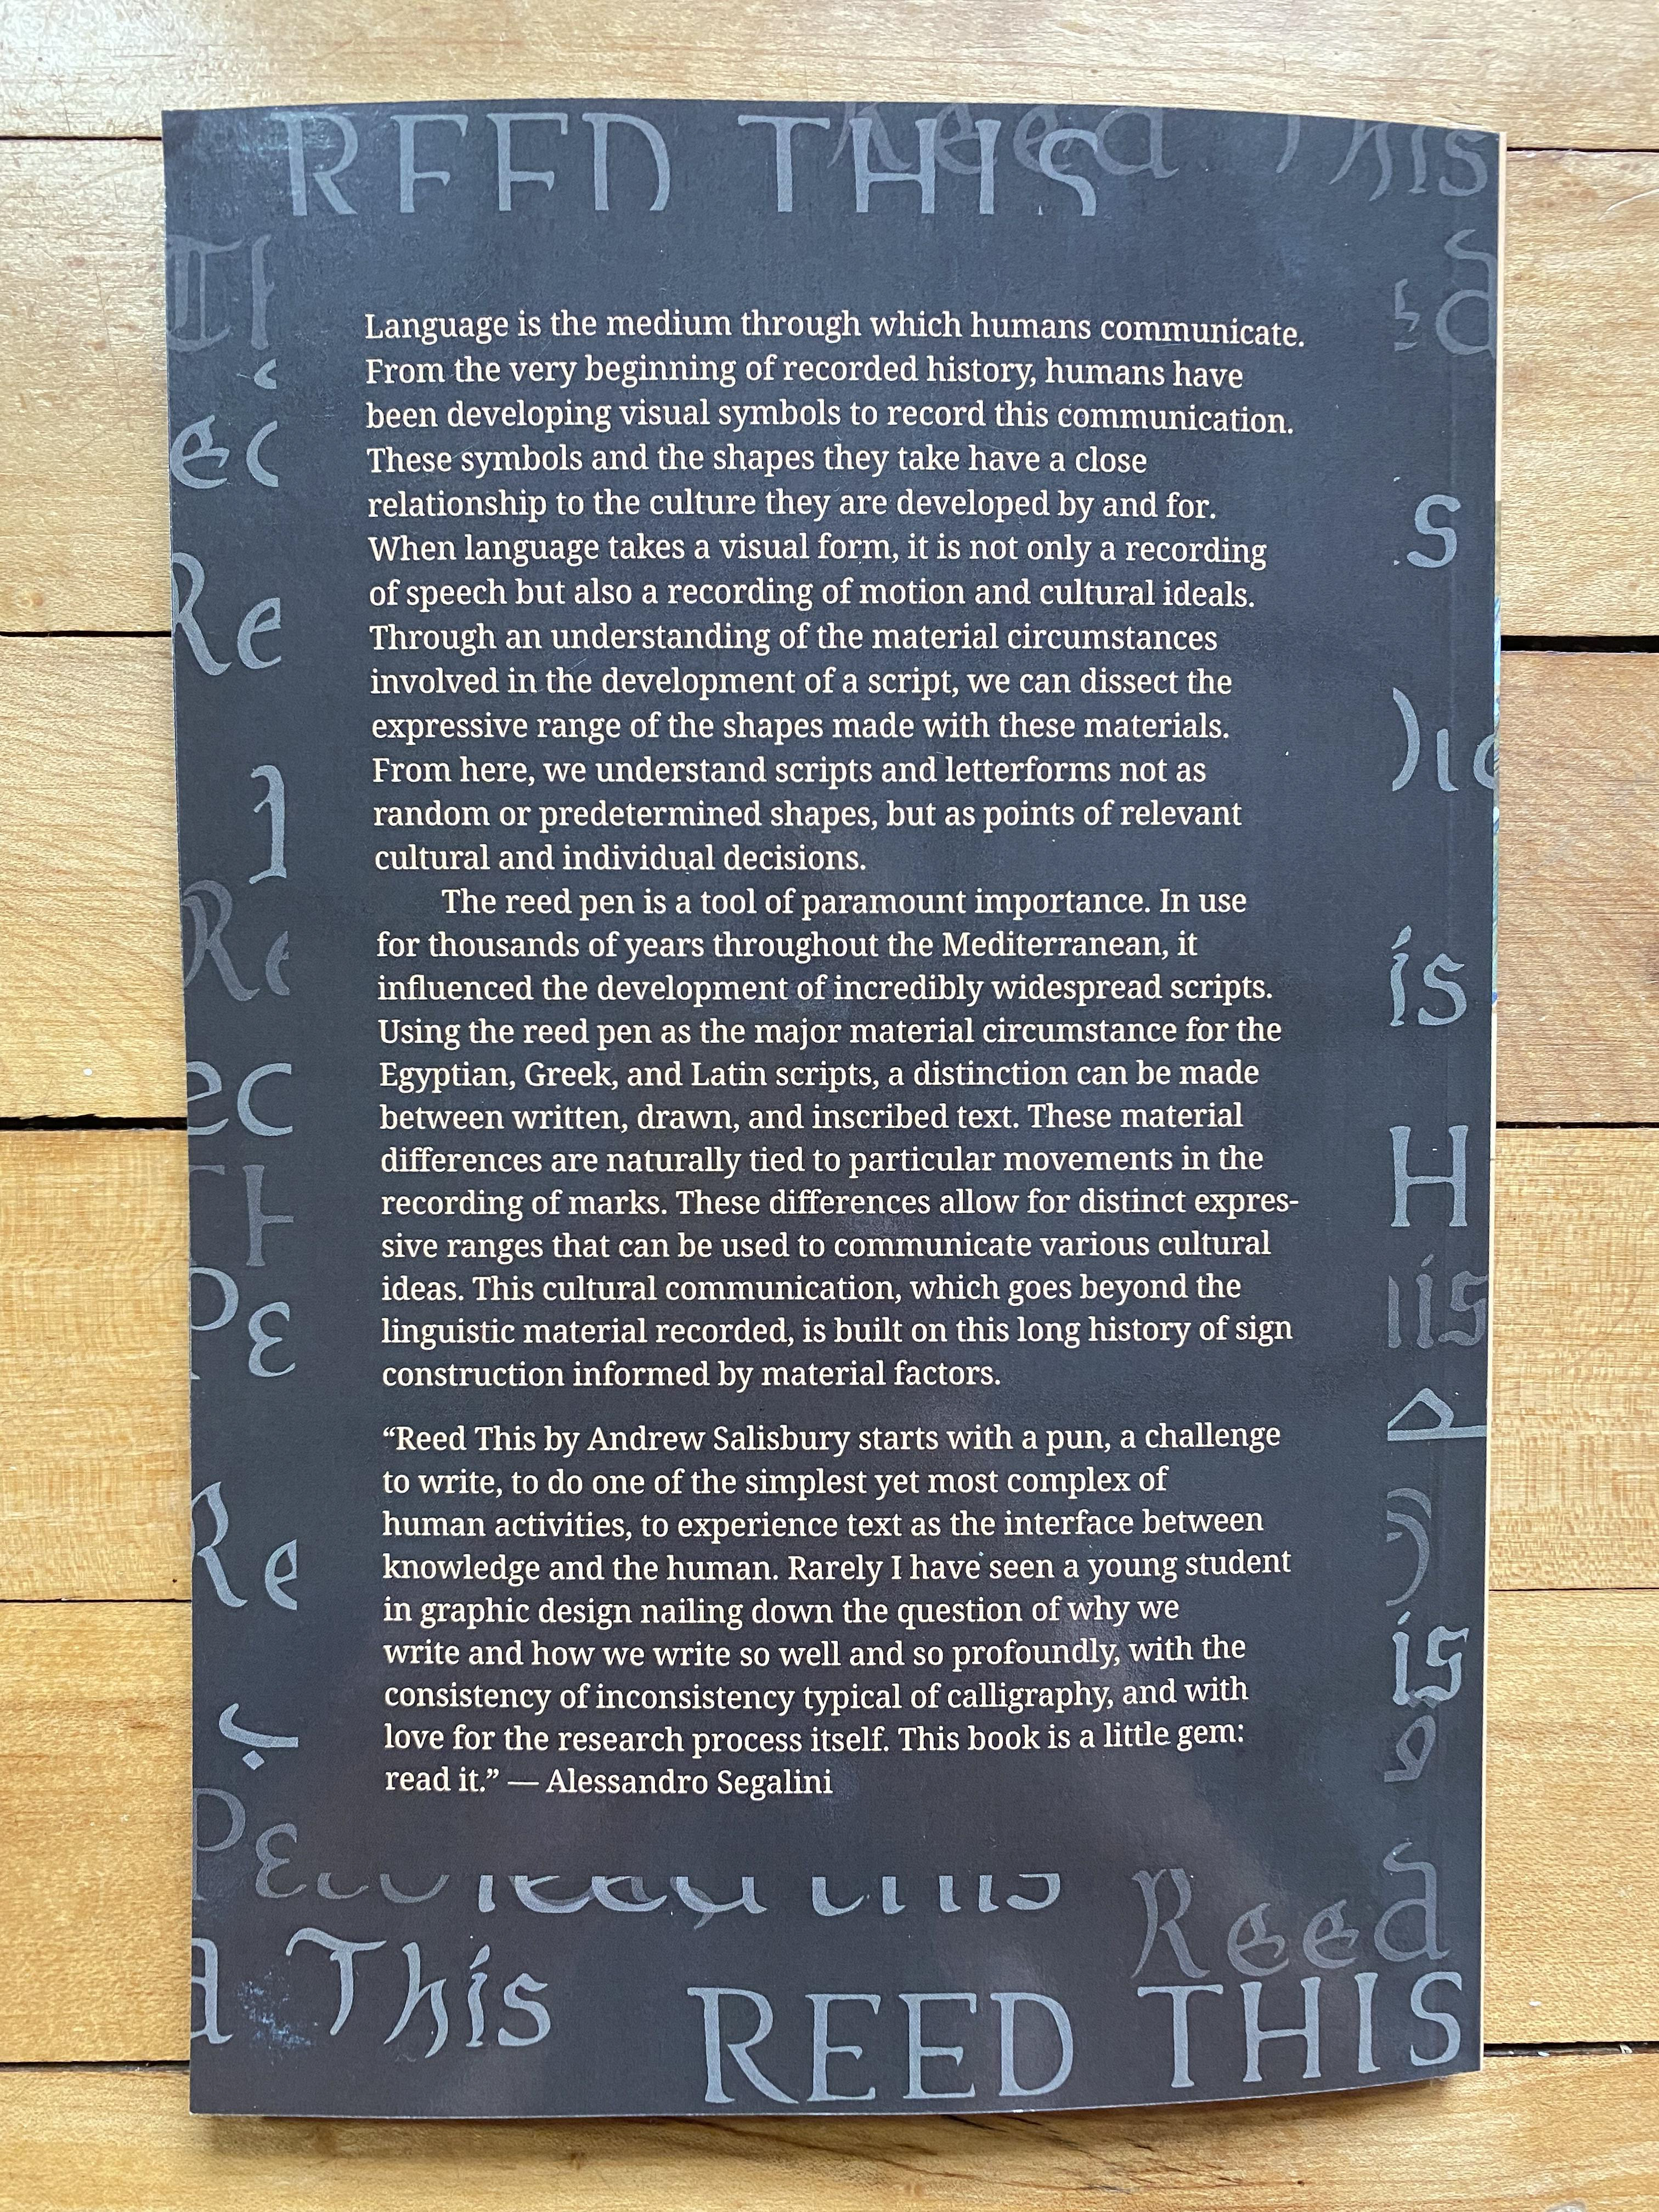 REED THIS
Reed This
Language is the medium through which humans communicate.
From the very beginning of recorded history, humans have
been developing visual symbols to record this communication.
These symbols and the shapes they take have a close
relationship to the culture they are developed by and for.
When language takes a visual form, it is not only a recording
of speech but also a recording of motion and cultural ideals.
Through an understanding of the material circumstances
involved in the development of a script, we can dissect the
expressive range of the shapes made with these materials.
From here, we understand scripts and letterforms not as
random or predetermined shapes, but as points of relevant
cultural and individual decisions.
The reed pen is a tool of paramount importance. In use
for thousands of years throughout the Mediterranean, it
influenced the development of incredibly widespread scripts.
Using the reed pen as the major material circumstance for the
Egyptian, Greek, and Latin scripts, a distinction can be made
between written, drawn, and inscribed text. These material
differences are naturally tied to particular movements in the
recording of marks. These differences allow for distinct expres-
sive ranges that can be used to communicate various cultural
ideas. This cultural communication, which goes beyond the
linguistic material recorded, is built on this long history of sign
construction informed by material factors.
“Reed This by Andrew Salisbury starts with a pun, a challenge
to write, to do one of the simplest yet most complex of
human activities, to experience text as the interface between
knowledge and the human. Rarely I have seen a young student
in graphic design nailing down the question of why we
write and how we write so well and so profoundly, with the
consistency of inconsistency typical of calligraphy, and with
love for the research process itself. This book is a little gem:
read it.” — Alessandro Segalini
Reed
d This
REED THIS